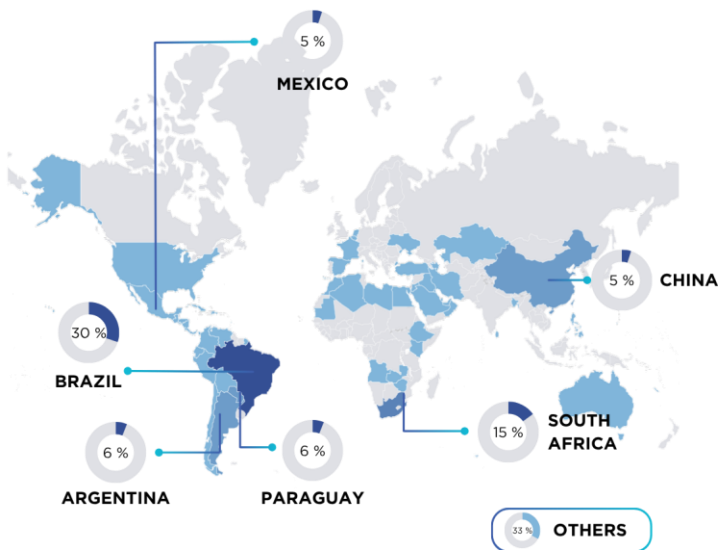 5 %
MEXICO
5 %
CHINA
30 %
BRAZIL
15 %
SOUTH
AFRICA
6 %
ARGENTINA
6 %
PARAGUAY
33 %
OTHERS